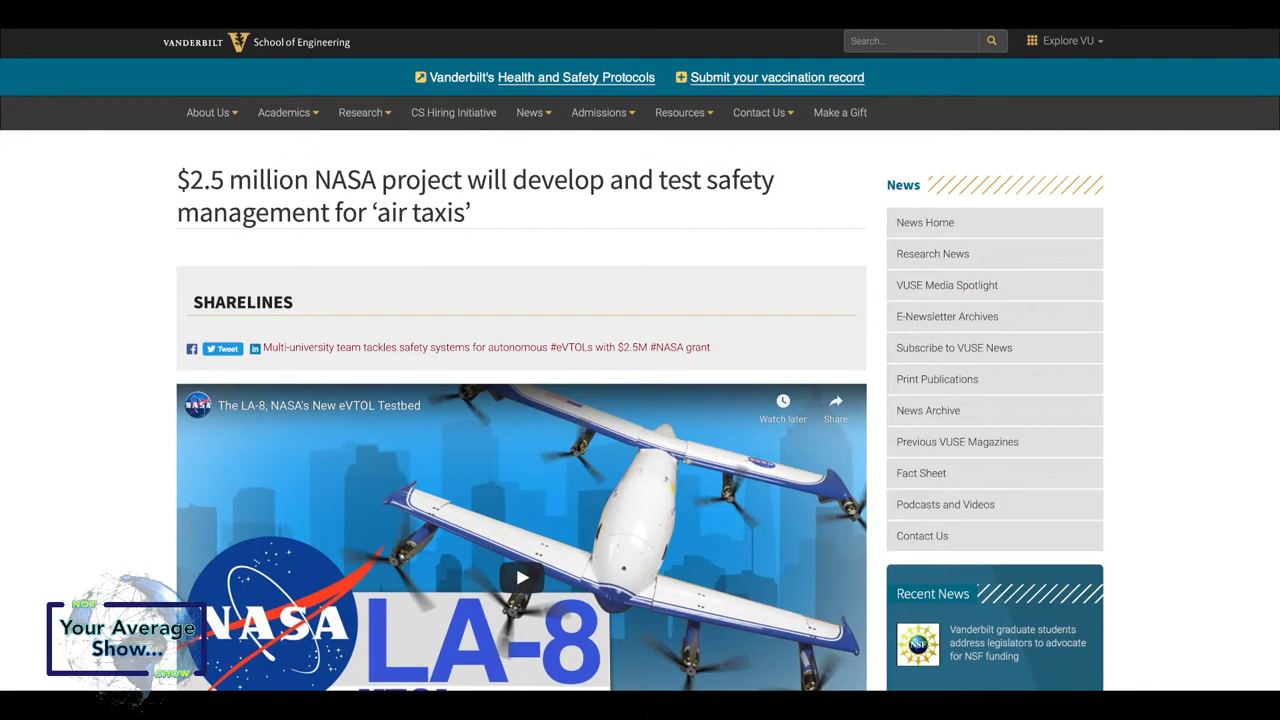 VANDERBILT V School of Engineering
Search...
Explore VU
Vanderbilt's Health and Safety Protocols
Submit your vaccination record
About Us
Academics
Research
CS Hiring Initiative
News
Admissions
Resources
Contact Us
Make a Gift
$2.5 million NASA project will develop and test safety
management for ‘air taxis’
SHARELINES
Tweet
in
Multi-university team tackles safety systems for autonomous #eVTOLs with $2.5M #NASA grant
NASA
The LA-8, NASA's New eVTOL Testbed
Watch later
Share
NASA
LA-8
VTOL
News
News Home
Research News
VUSE Media Spotlight
E-Newsletter Archives
Subscribe to VUSE News
Print Publications
News Archive
Previous VUSE Magazines
Fact Sheet
Podcasts and Videos
Contact Us
Recent News
NSF
Vanderbilt graduate students
address legislators to advocate
for NSF funding
NOT
Your Average
Show...
SHOW